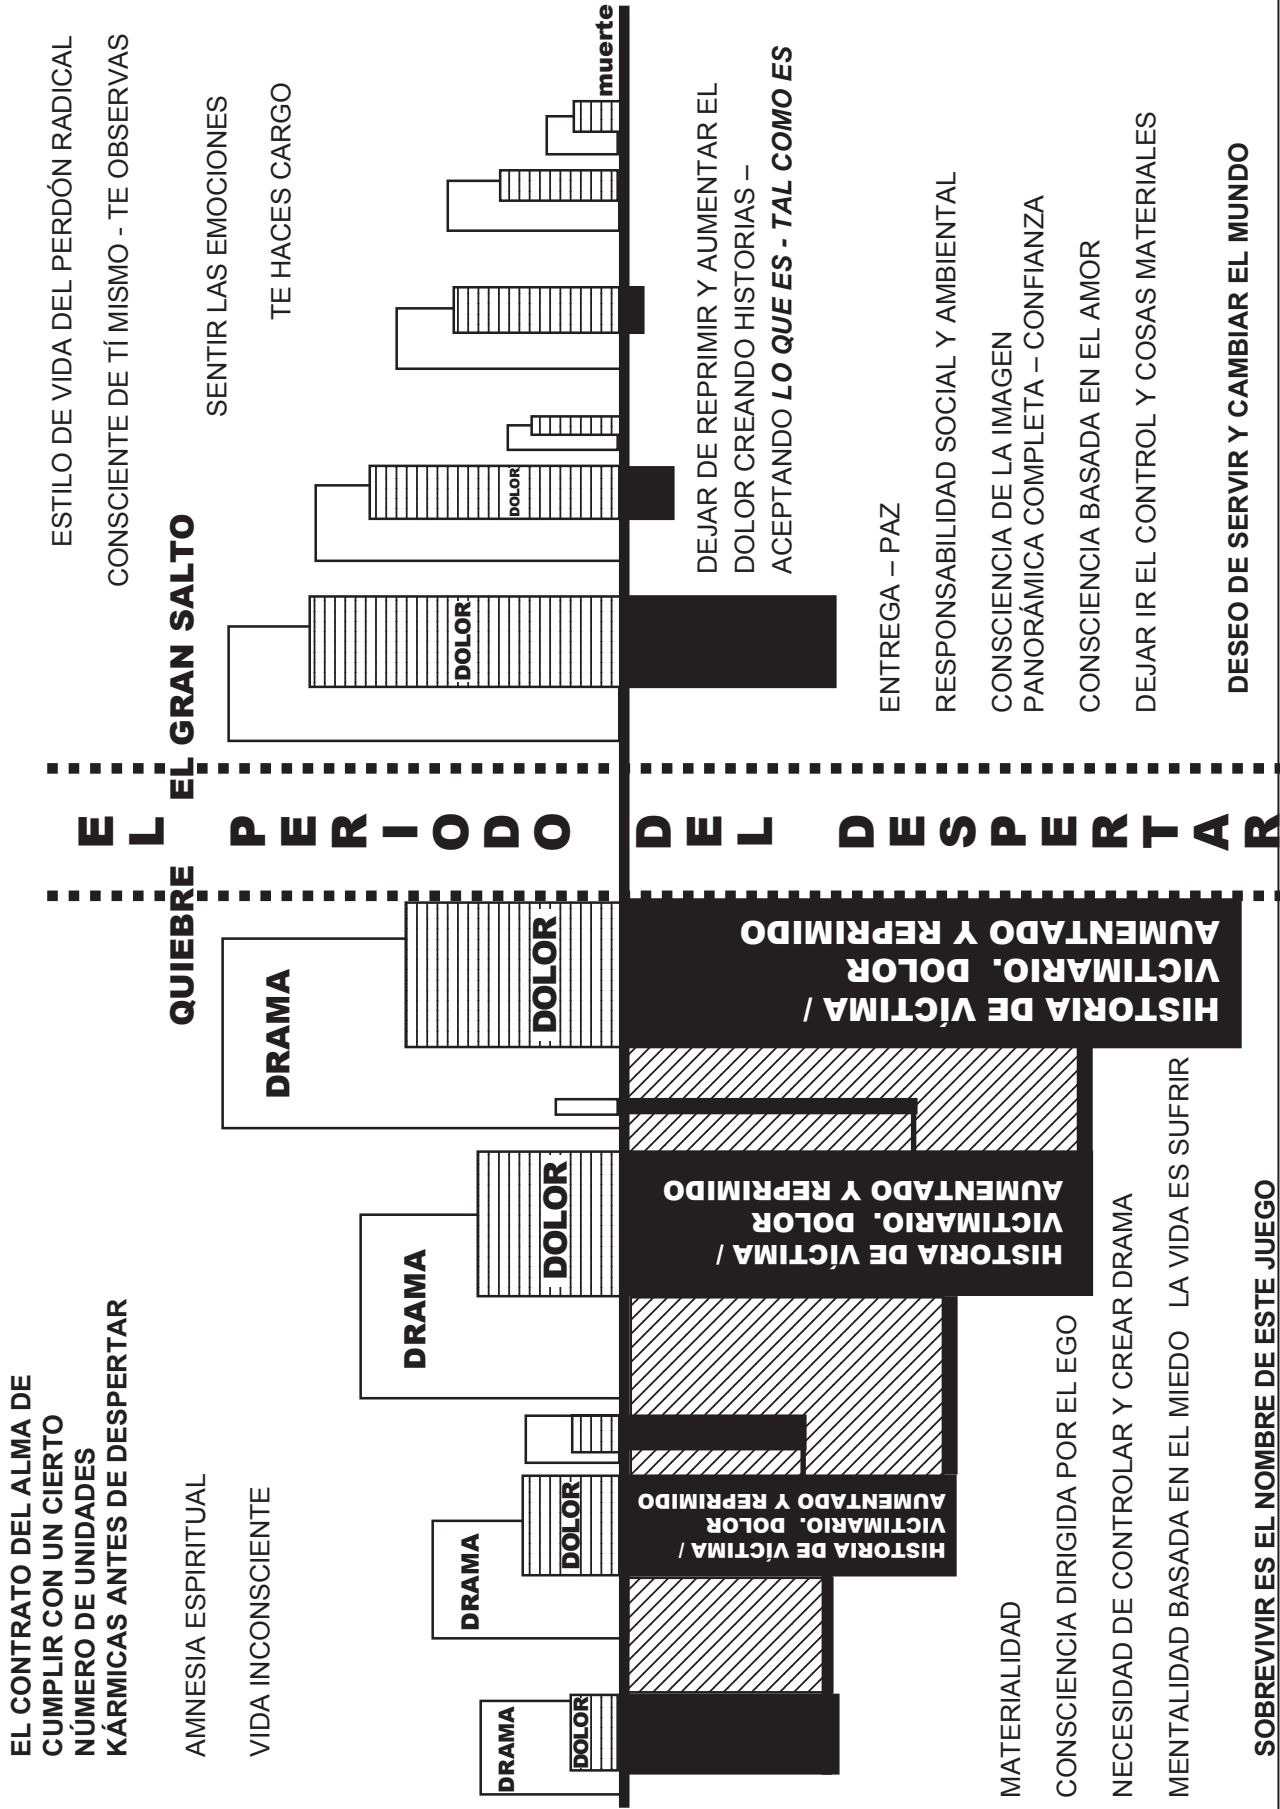 EL CONTRATO DEL ALMA DE
CUMPLIR CON UN CIERTO
NÚMERO DE UNIDADES
KÁRMICAS ANTES DE DESPERTAR
AMNESIA ESPIRITUAL
VIDA INCONSCIENTE
DRAMA
DOLOR
DRAMA
DOLOR
HISTORIA DE VÍCTIMA /
VICTIMARIO. DOLOR
AUMENTADO Y REPRIMIDO
DRAMA
DOLOR
HISTORIA DE VÍCTIMA /
VICTIMARIO. DOLOR
AUMENTADO Y REPRIMIDO
DRAMA
DOLOR
HISTORIA DE VÍCTIMA /
VICTIMARIO. DOLOR
AUMENTADO Y REPRIMIDO
MATERIALIDAD
CONSCIENCIA DIRIGIDA POR EL EGO
NECESIDAD DE CONTROLAR Y CREAR DRAMA
MENTALIDAD BASADA EN EL MIEDO LA VIDA ES SUFRIR
SOBREVIVIR ES EL NOMBRE DE ESTE JUEGO
QUIEBRE EL GRAN SALTO
EL PERIODO DEL DESPERTAR
ESTILO DE VIDA DEL PERDÓN RADICAL
CONSCIENTE DE TÍ MISMO - TE OBSERVAS
SENTIR LAS EMOCIONES
TE HACES CARGO
DOLOR
DOLOR
muerte
DEJAR DE REPRIMIR Y AUMENTAR EL
DOLOR CREANDO HISTORIAS –
ACEPTANDO LO QUE ES - TAL COMO ES
ENTREGA – PAZ
RESPONSABILIDAD SOCIAL Y AMBIENTAL
CONSCIENCIA DE LA IMAGEN
PANORÁMICA COMPLETA – CONFIANZA
CONSCIENCIA BASADA EN EL AMOR
DEJAR IR EL CONTROL Y COSAS MATERIALES
DESEO DE SERVIR Y CAMBIAR EL MUNDO